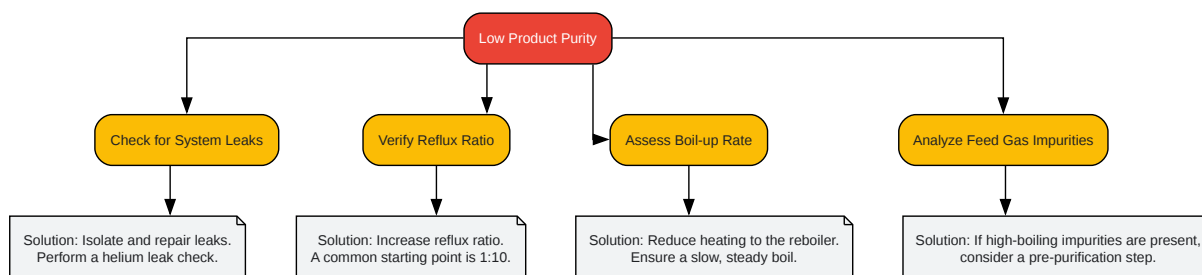 Low Product Purity
Check for System Leaks
Verify Reflux Ratio
Assess Boil-up Rate
Analyze Feed Gas Impurities
Solution: Isolate and repair leaks.
Perform a helium leak check.
Solution: Increase reflux ratio.
A common starting point is 1:10.
Solution: Reduce heating to the reboiler.
Ensure a slow, steady boil.
Solution: If high-boiling impurities are present,
consider a pre-purification step.